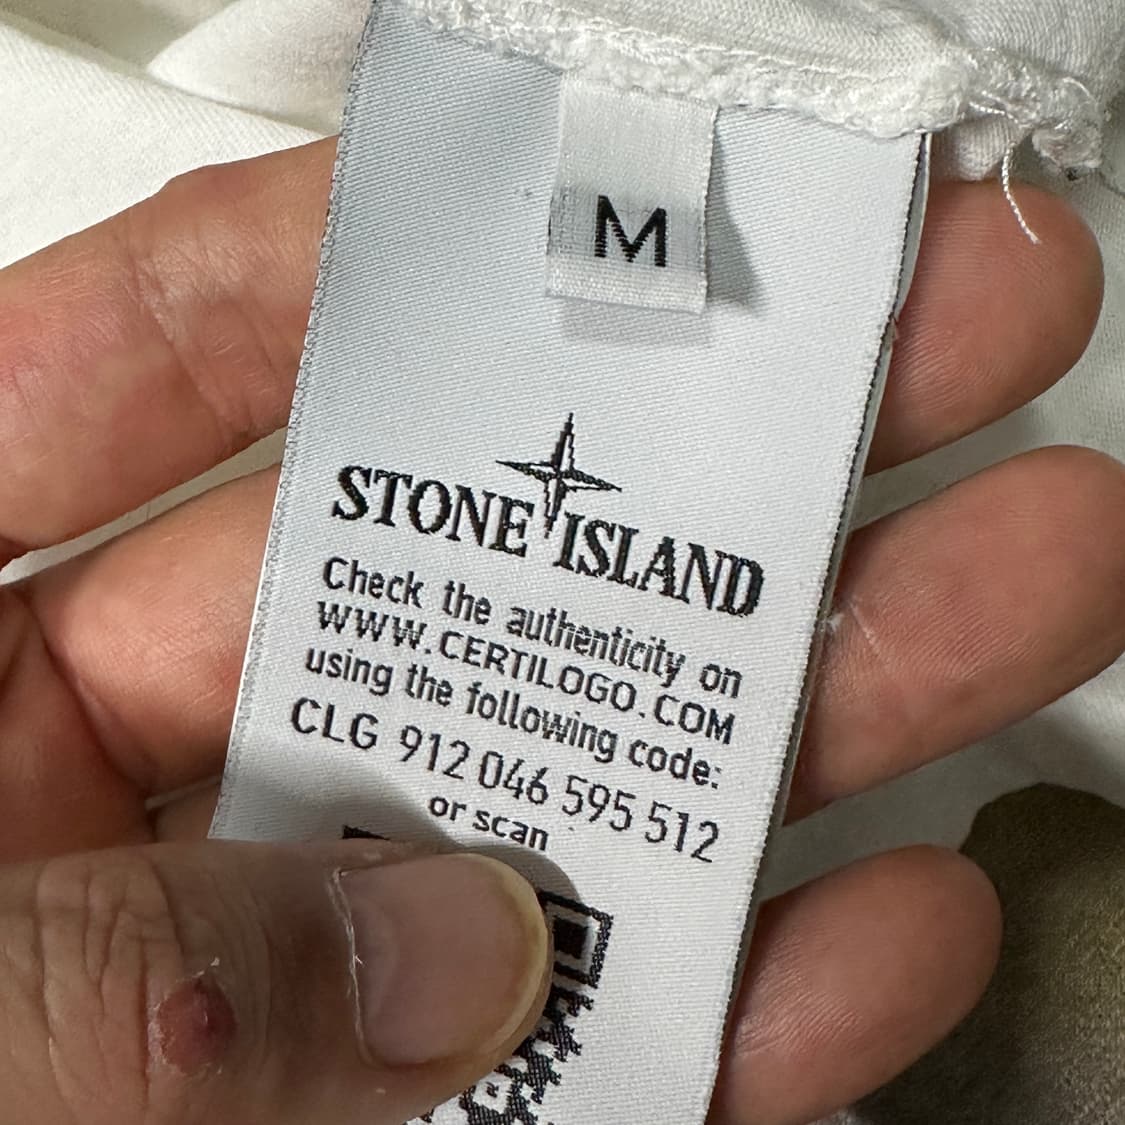 M
STONE ISLAND
Check the authenticity on
WWW.CERTILOGO.COM
using the following code:
CLG 912 046 595 512
or scan